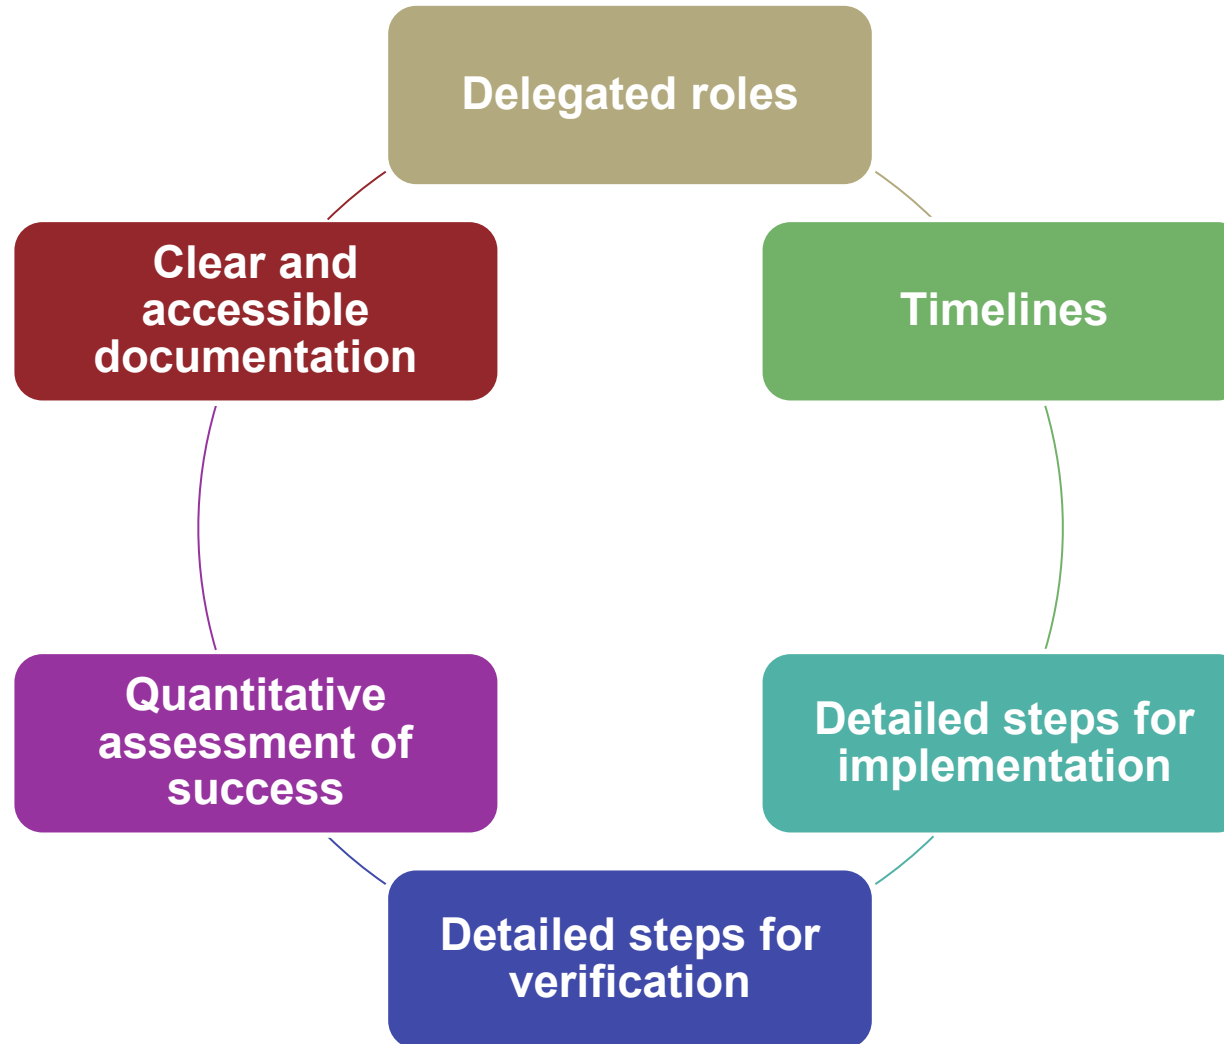 Delegated roles
Timelines
Detailed steps for
implementation
Detailed steps for
verification
Quantitative
assessment of
success
Clear and
accessible
documentation